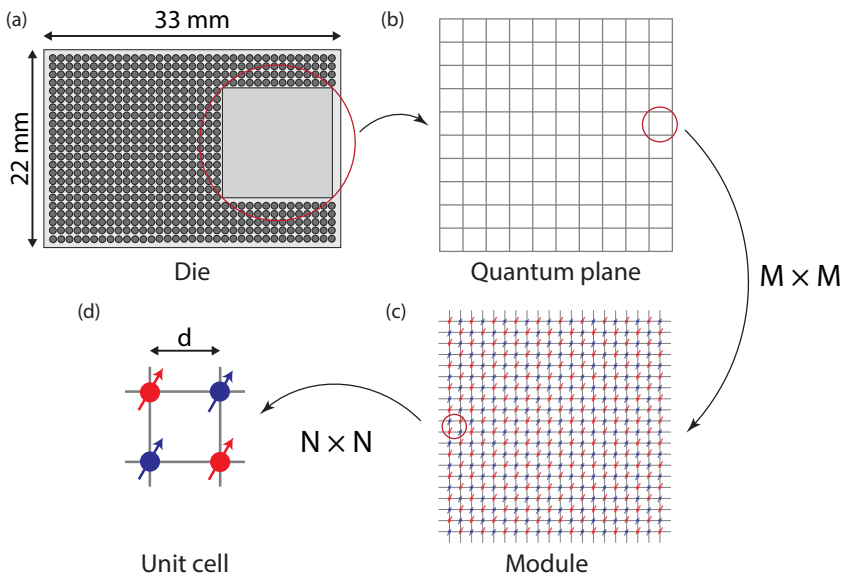 (a)
33 mm
22 mm
Die
(b)
Quantum plane
M × M
(c)
Module
N × N
(d)
d
Unit cell